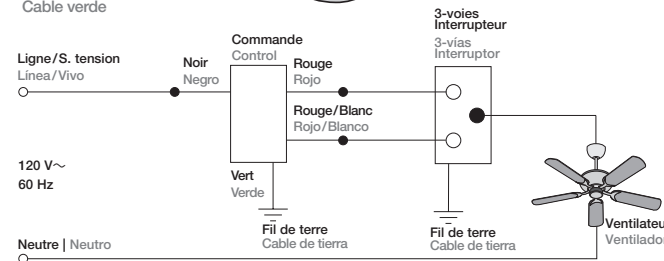 Cable verde
3-voies
Interrupteur
3-vías
Interruptor
Commande
Control
Ligne/S. tension
Línea/Vivo
Noir
Negro
Rouge
Rojo
Rouge/Blanc
Rojo/Blanco
120 V~
60 Hz
Vert
Verde
Fil de terre
Cable de tierra
Fil de terre
Cable de tierra
Ventilateu
Ventilado
Neutre | Neutro